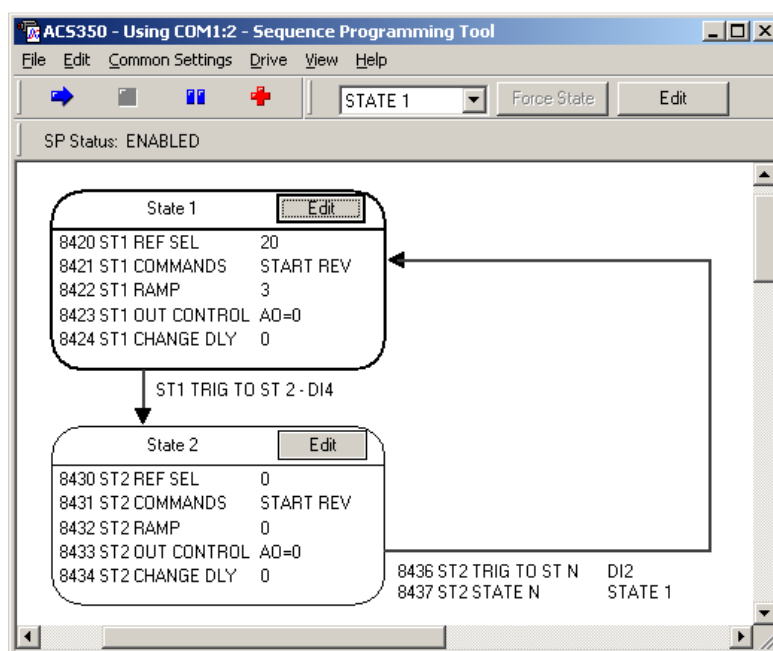 ACS350 - Using COM1:2 - Sequence Programming Tool
File Edit Common Settings Drive View Help
STATE 1 Force State Edit
SP Status: ENABLED
State 1 Edit
8420 ST1 REF SEL 20
8421 ST1 COMMANDS START REV
8422 ST1 RAMP 3
8423 ST1 OUT CONTROL AO=0
8424 ST1 CHANGE DLY 0
ST1 TRIG TO ST 2 - DI4
State 2 Edit
8430 ST2 REF SEL 0
8431 ST2 COMMANDS START REV
8432 ST2 RAMP 0
8433 ST2 OUT CONTROL AO=0
8434 ST2 CHANGE DLY 0
8436 ST2 TRIG TO ST N DI2
8437 ST2 STATE N STATE 1